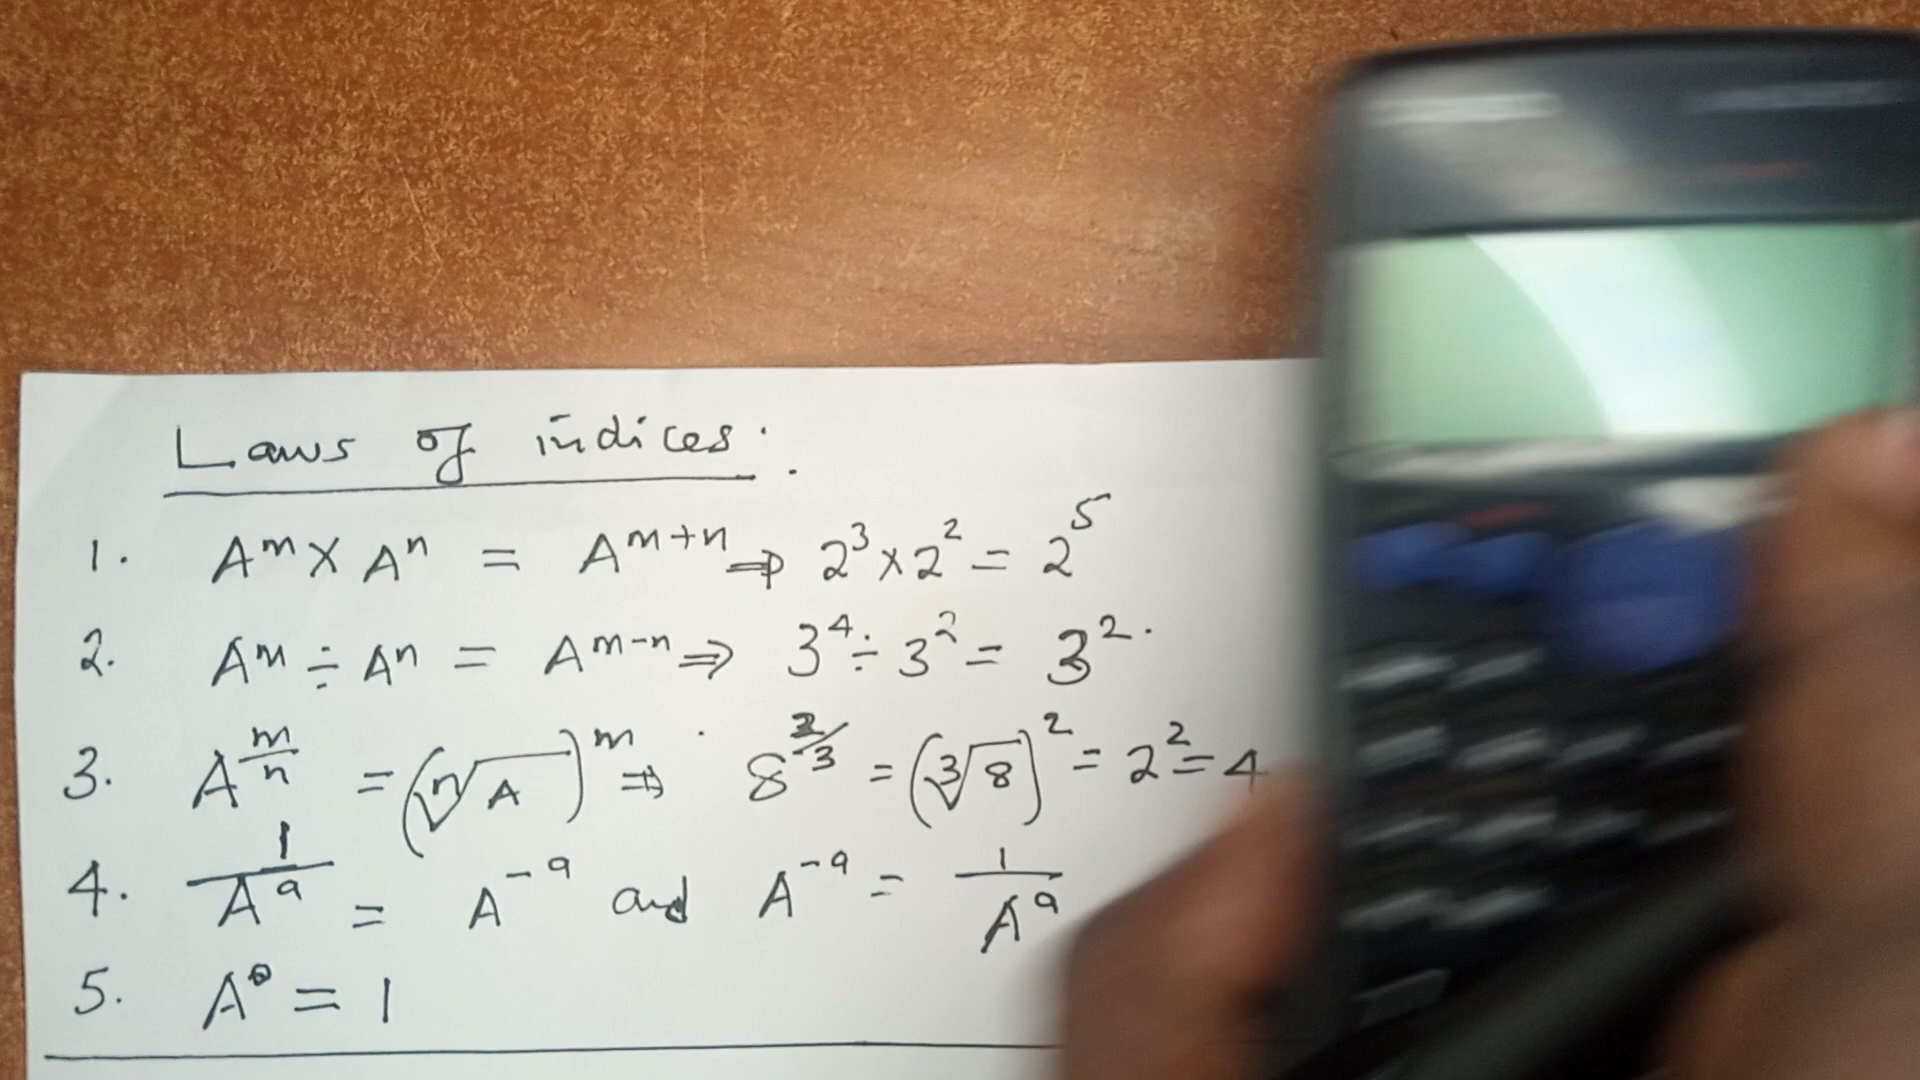 Laws of indices:
1. A^m × A^n = A^(m+n) ⇒ 2^3 × 2^2 = 2^5
2. A^m ÷ A^n = A^(m-n) ⇒ 3^4 ÷ 3^2 = 3^2.
3. A^(m/n) = (ⁿ√A)^m ⇒ 8^(2/3) = (³√8)^2 = 2^2 = 4
4. 1/A^a = A^-a and A^-a = 1/A^a
5. A^0 = 1